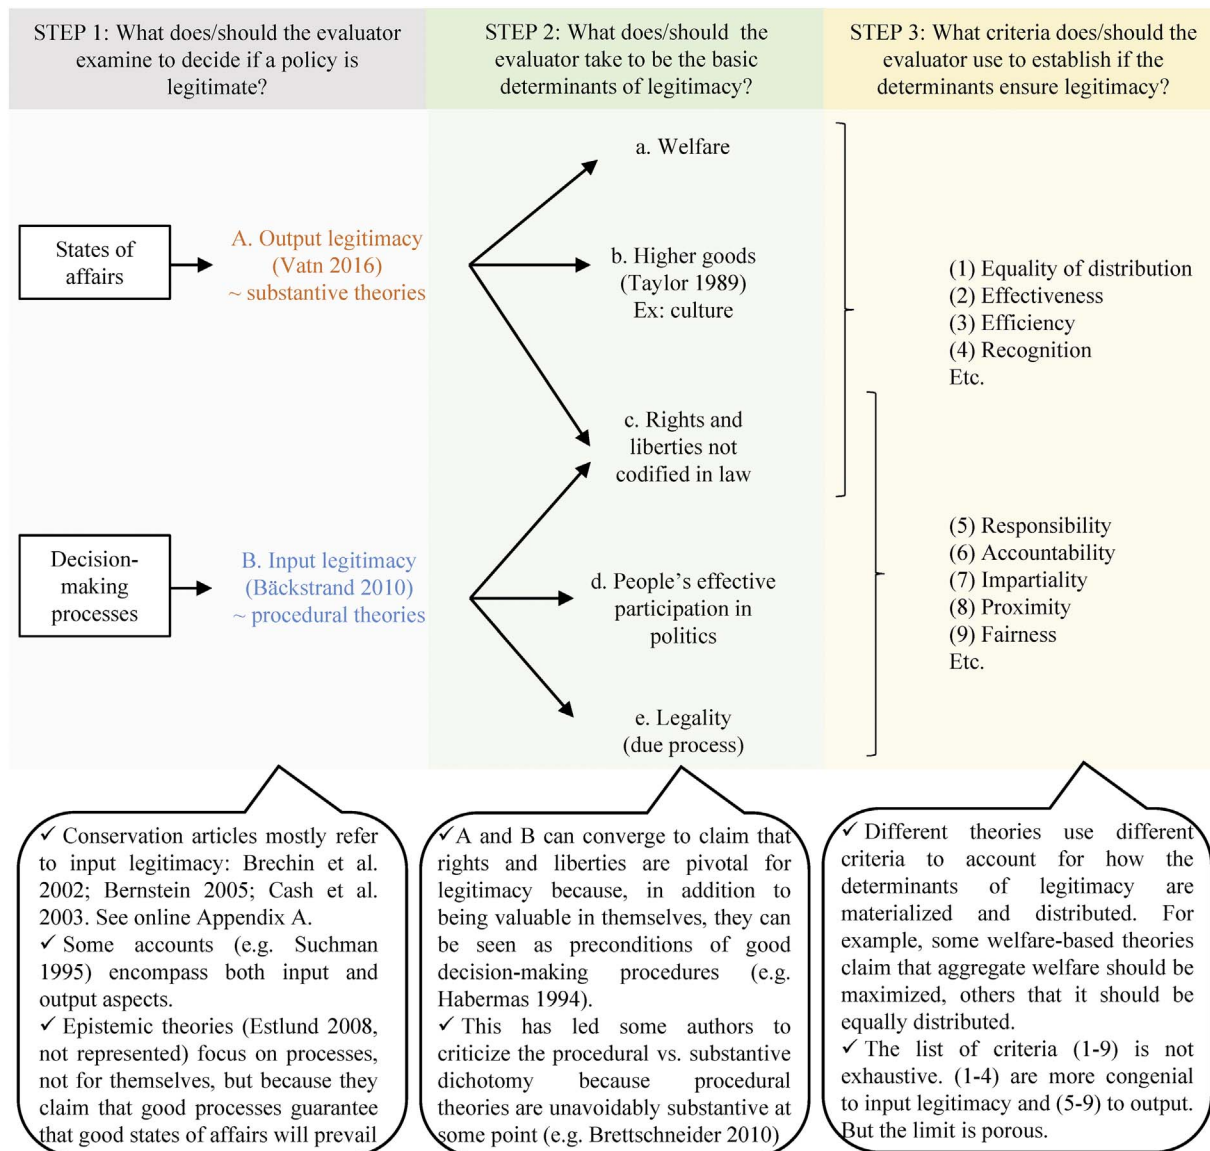 STEP 1: What does/should the evaluator
examine to decide if a policy is
legitimate?
STEP 2: What does/should the
evaluator take to be the basic
determinants of legitimacy?
STEP 3: What criteria does/should the
evaluator use to establish if the
determinants ensure legitimacy?
States of
affairs
A. Output legitimacy
(Vatn 2016)
~ substantive theories
Decision-
making
processes
B. Input legitimacy
(Bäckstrand 2010)
~ procedural theories
a. Welfare
b. Higher goods
(Taylor 1989)
Ex: culture
c. Rights and
liberties not
codified in law
d. People’s effective
participation in
politics
e. Legality
(due process)
(1) Equality of distribution
(2) Effectiveness
(3) Efficiency
(4) Recognition
Etc.
(5) Responsibility
(6) Accountability
(7) Impartiality
(8) Proximity
(9) Fairness
Etc.
✓ Conservation articles mostly refer
to input legitimacy: Brechin et al.
2002; Bernstein 2005; Cash et al.
2003. See online Appendix A.
✓ Some accounts (e.g. Suchman
1995) encompass both input and
output aspects.
✓ Epistemic theories (Estlund 2008,
not represented) focus on processes,
not for themselves, but because they
claim that good processes guarantee
that good states of affairs will prevail
✓ A and B can converge to claim that
rights and liberties are pivotal for
legitimacy because, in addition to
being valuable in themselves, they can
be seen as preconditions of good
decision-making procedures (e.g.
Habermas 1994).
✓ This has led some authors to
criticize the procedural vs. substantive
dichotomy because procedural
theories are unavoidably substantive at
some point (e.g. Brettschneider 2010)
✓ Different theories use different
criteria to account for how the
determinants of legitimacy are
materialized and distributed. For
example, some welfare-based theories
claim that aggregate welfare should be
maximized, others that it should be
equally distributed.
✓ The list of criteria (1-9) is not
exhaustive. (1-4) are more congenial
to input legitimacy and (5-9) to output.
But the limit is porous.